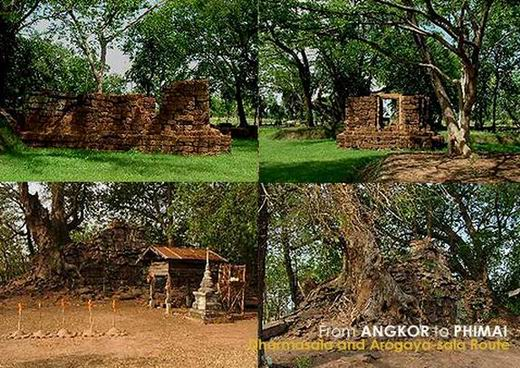 From ANGKOR to PHIMAI
Dharmasala and Arogaya-sala Route